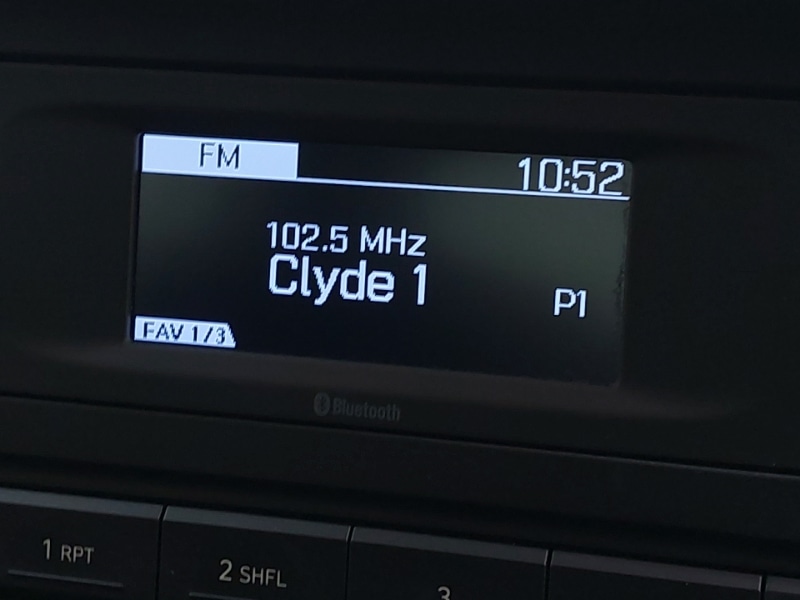 FM 10:52
102.5 MHz
Clyde 1
P1
FAV 1/3
Bluetooth
1 RPT 2 SHFL 3